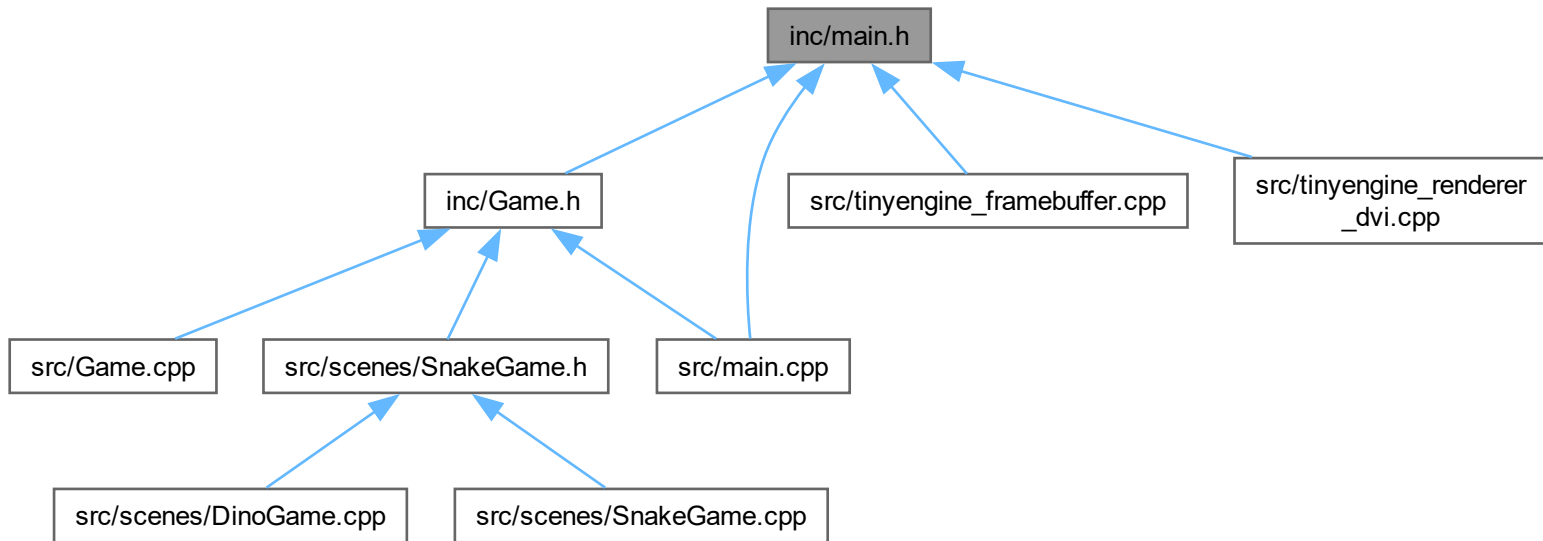 inc/main.h
inc/Game.h
src/tinyengine_framebuffer.cpp
src/tinyengine_renderer
_dvi.cpp
src/Game.cpp
src/scenes/SnakeGame.h
src/main.cpp
src/scenes/DinoGame.cpp
src/scenes/SnakeGame.cpp